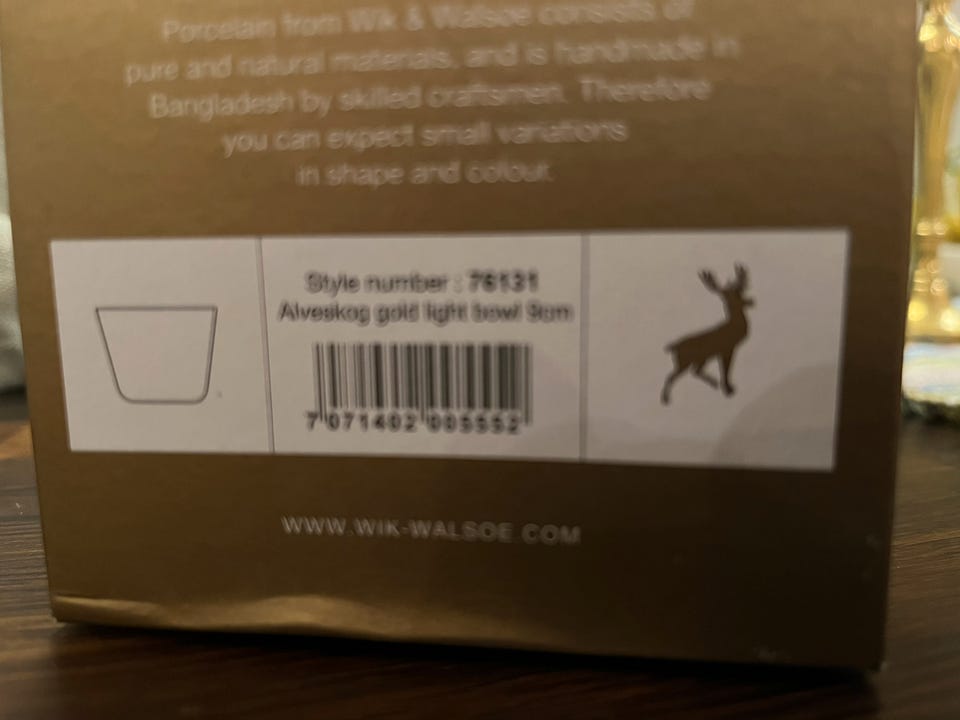 Porcelain from Wik & Walsoe consists of
pure and natural materials, and is handmade in
Bangladesh by skilled craftsmen. Therefore
you can expect small variations
in shape and colour.
Style number : 76131
Alveskog gold light bowl 9cm
7 071402 005552
WWW.WIK-WALSOE.COM